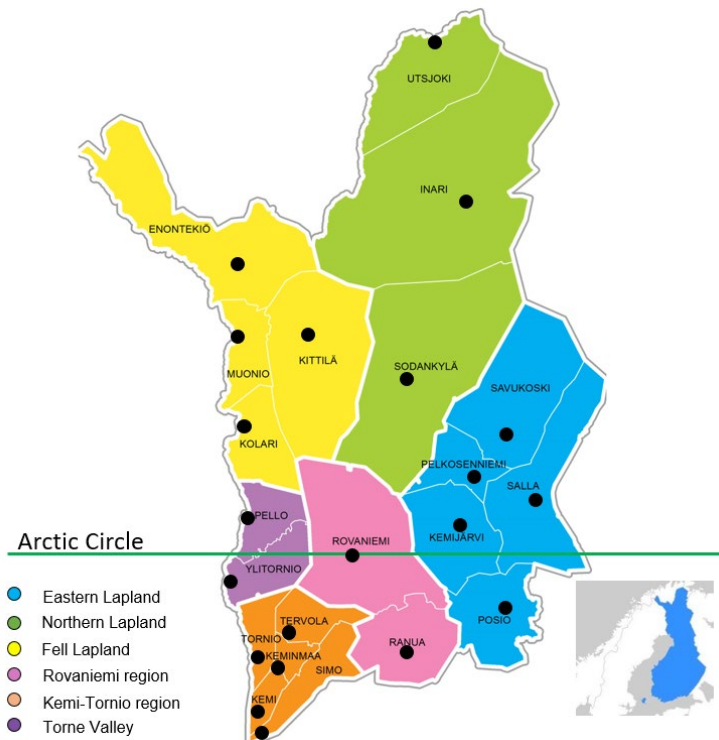 UTSJOKI
INARI
ENONTEKIÖ
KITTILÄ
SODANKYLÄ
MUONIO
SAVUKOSKI
KOLARI
PELKOSENNIEMI
SALLA
PELLO
KEMIJÄRVI
ROVANIEMI
Arctic Circle
YLITORNIO
Eastern Lapland
Northern Lapland
Fell Lapland
Rovaniemi region
Kemi-Tornio region
Torne Valley
POSIO
TERVOLA
TORNIO
RANUA
KEMINMAA
SIMO
KEMI